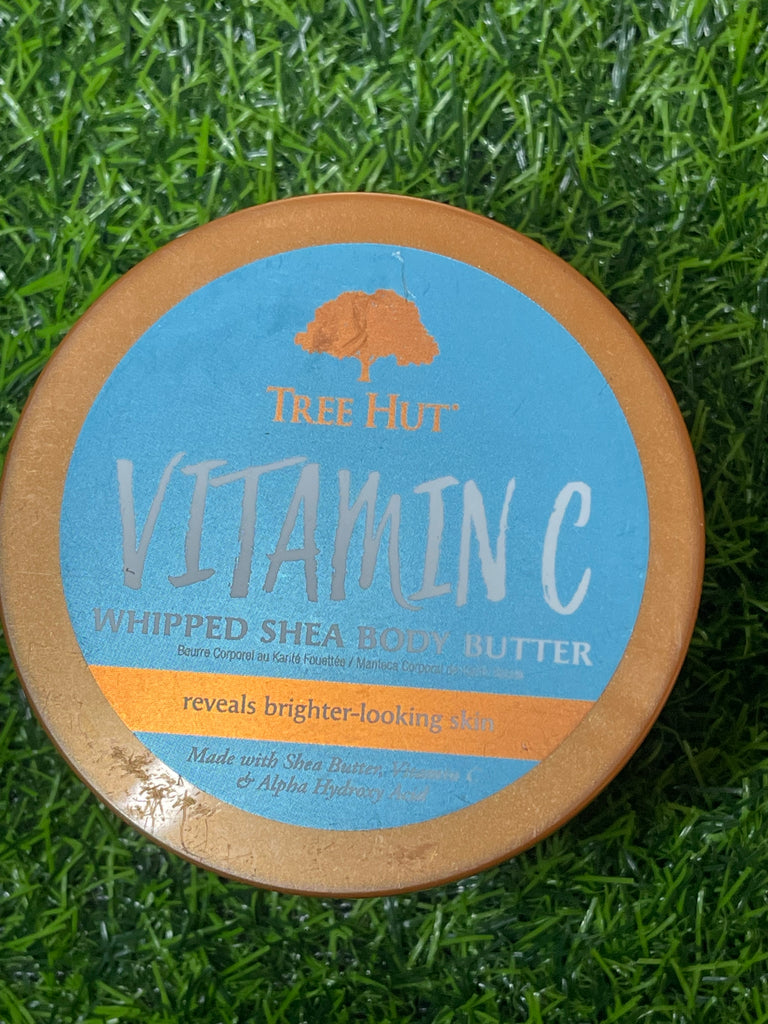 TREE HUT
VITAMIN C
WHIPPED SHEA BODY BUTTER
Beurre Corporel au Karité Fouettée / Manteca Corporal
reveals brighter-looking skin
Made with Shea Butter, Vitamin C
& Alpha Hydroxy Acid